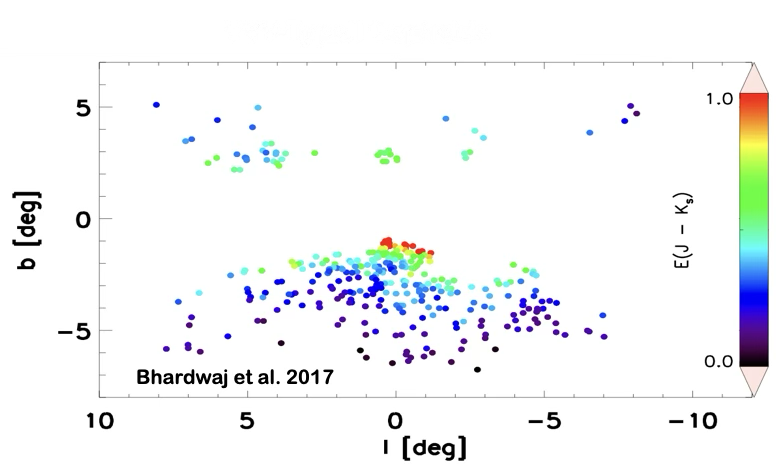 5
0
−5
b [deg]
10
5
0
−5
−10
l [deg]
Bhardwaj et al. 2017
1.0
0.0
E(J − Ks)